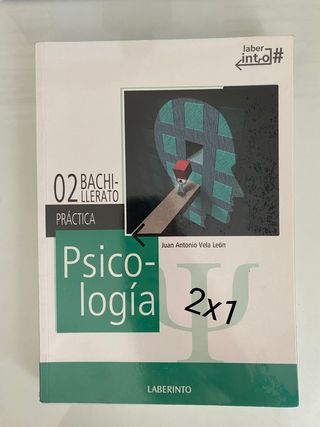 laber
into#
02 BACHI-
LLERATO
PRÁCTICA
Juan Antonio Vela León
Psico-
logía
Ψ
2x1
LABERINTO